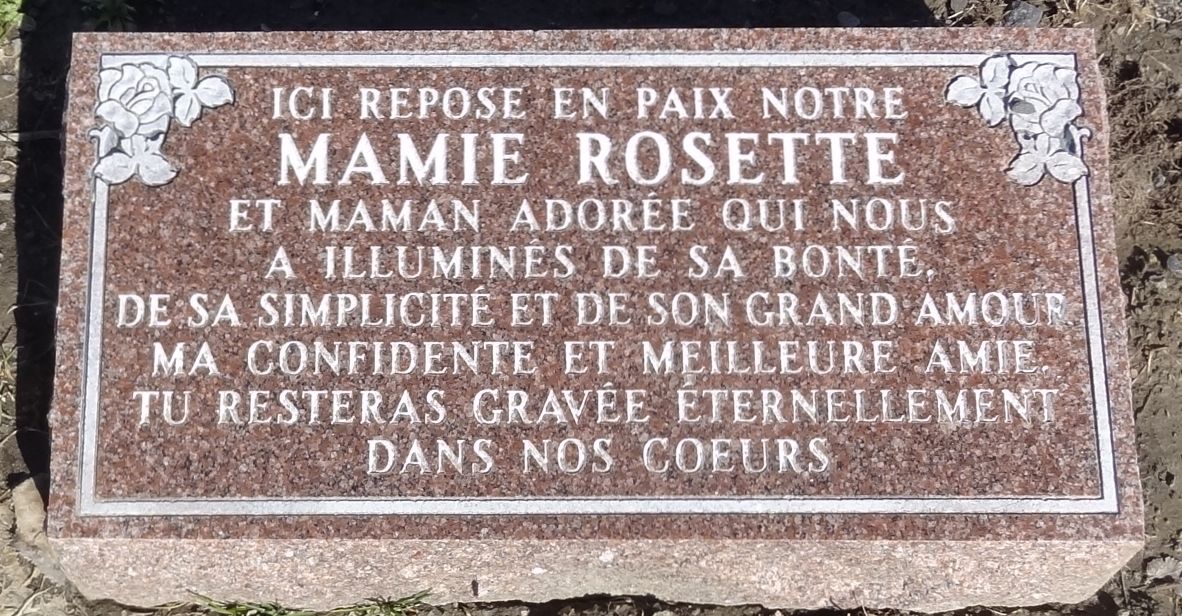 ICI REPOSE EN PAIX NOTRE
MAMIE ROSETTE
ET MAMAN ADORÉE QUI NOUS
A ILLUMINÉS DE SA BONTÉ,
DE SA SIMPLICITÉ ET DE SON GRAND AMOUR
MA CONFIDENTE ET MEILLEURE AMIE.
TU RESTERAS GRAVÉE ÉTERNELLEMENT
DANS NOS COEURS